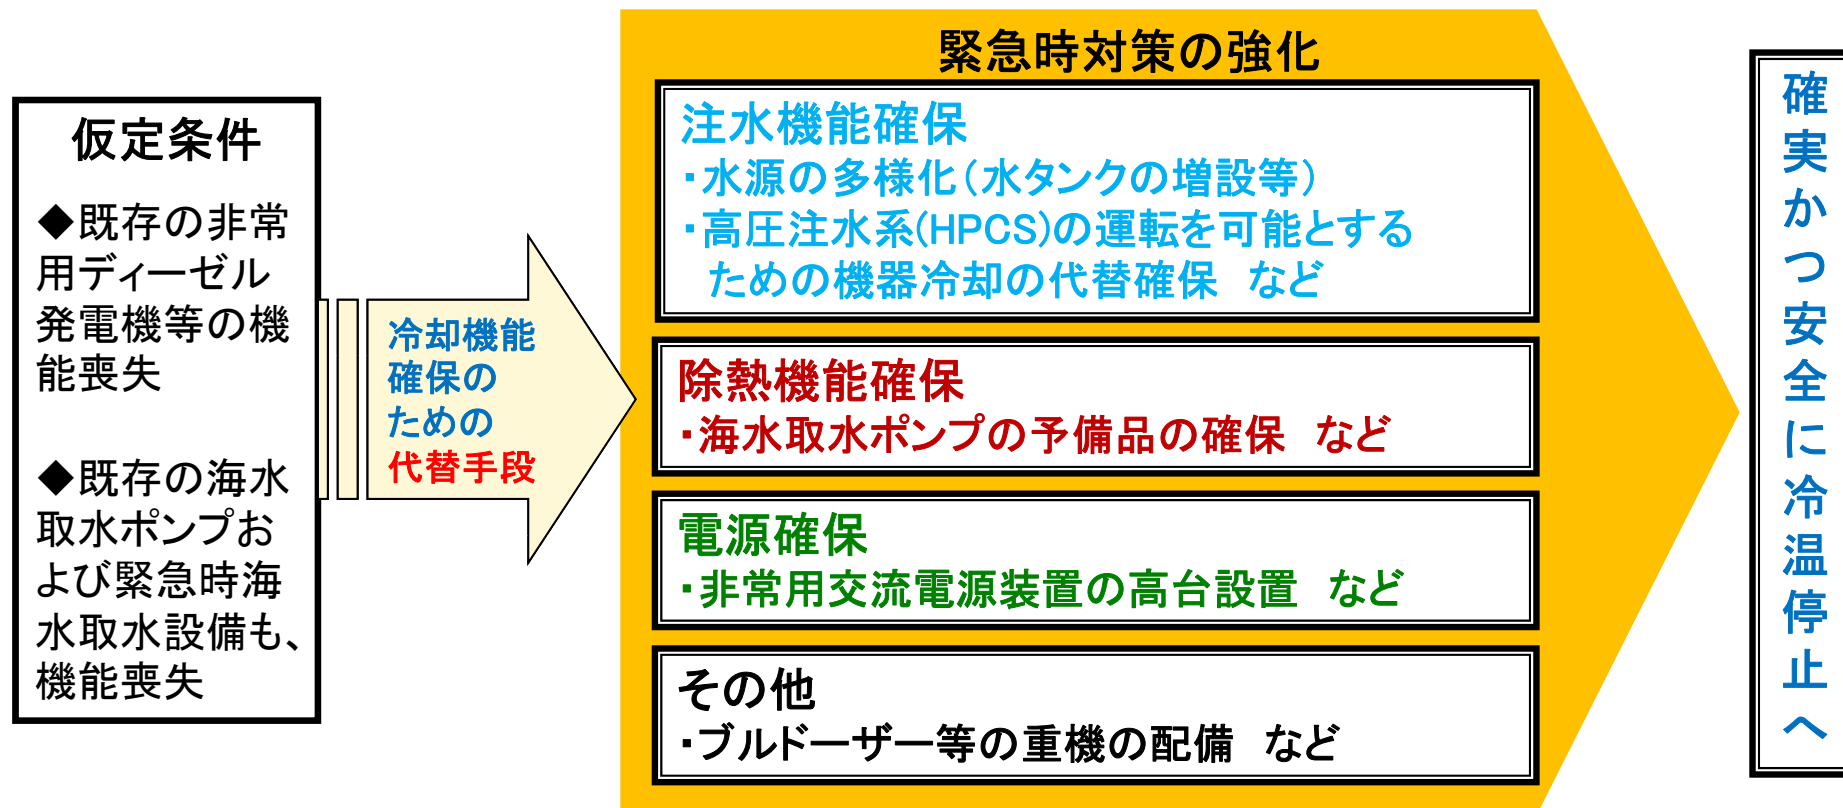 仮定条件
◆既存の非常
用ディーゼル
発電機等の機
能喪失
◆既存の海水
取水ポンプお
よび緊急時海
水取水設備も、
機能喪失
冷却機能
確保の
ための
代替手段
緊急時対策の強化
注水機能確保
・水源の多様化（水タンクの増設等）
・高圧注水系(HPCS)の運転を可能とする
ための機器冷却の代替確保　など
除熱機能確保
・海水取水ポンプの予備品の確保　など
電源確保
・非常用交流電源装置の高台設置　など
その他
・ブルドーザー等の重機の配備　など
確実かつ安全に冷温停止へ